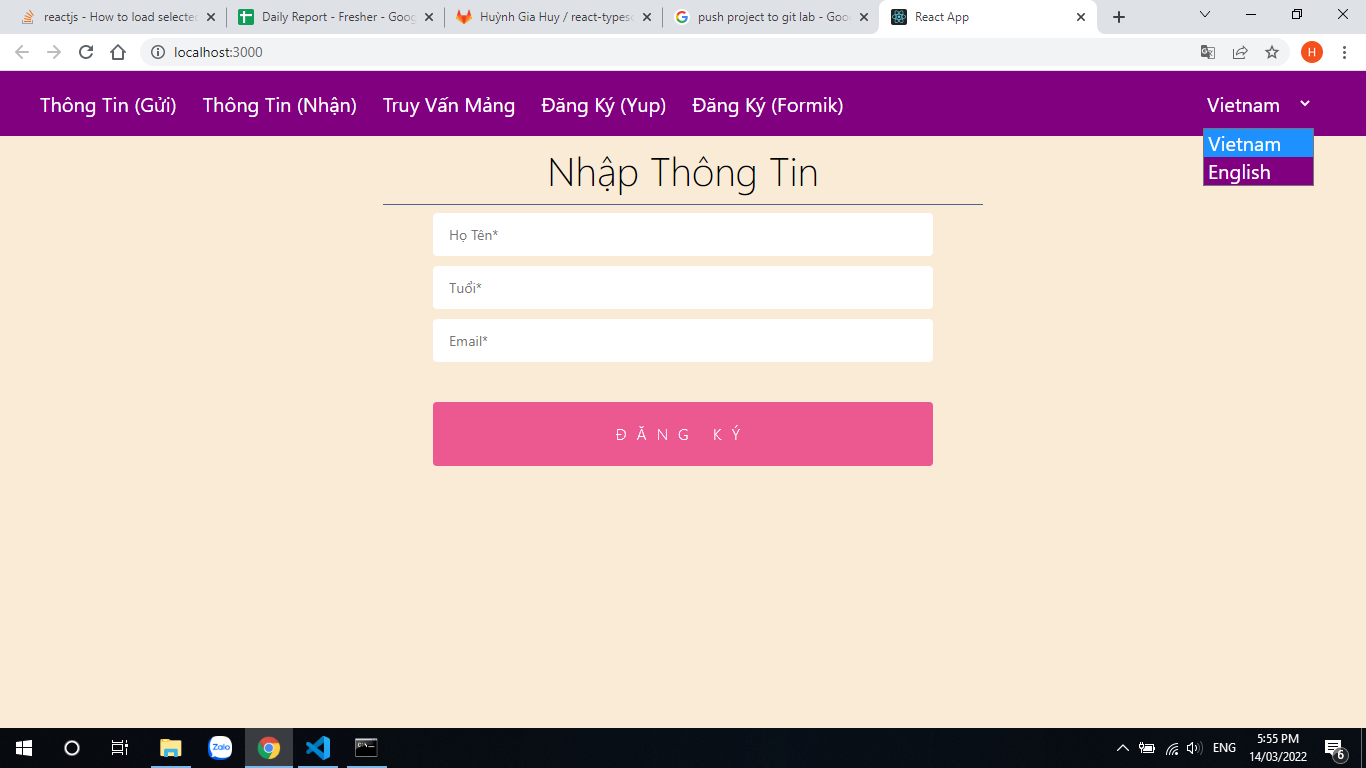 reactjs - How to load selected
Daily Report - Fresher - Goog
Huỳnh Gia Huy / react-typesc
push project to git lab - Goo
React App
localhost:3000
H
Thông Tin (Gửi) Thông Tin (Nhận) Truy Vấn Mảng Đăng Ký (Yup) Đăng Ký (Formik) Vietnam
Vietnam
English
Nhập Thông Tin
Họ Tên*
Tuổi*
Email*
ĐĂNG KÝ
Zalo
ENG
5:55 PM
14/03/2022
6